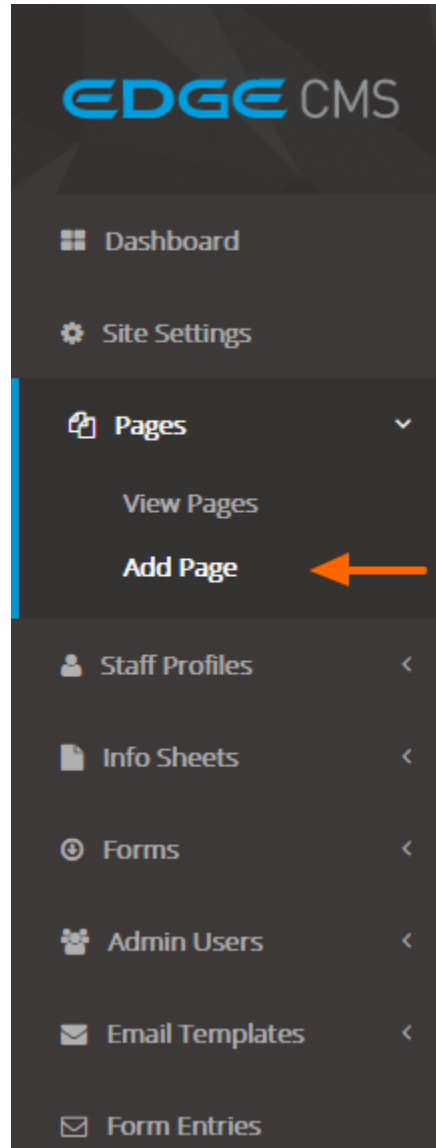 EDGE CMS
Dashboard
Site Settings
Pages
View Pages
Add Page
Staff Profiles
Info Sheets
Forms
Admin Users
Email Templates
Form Entries